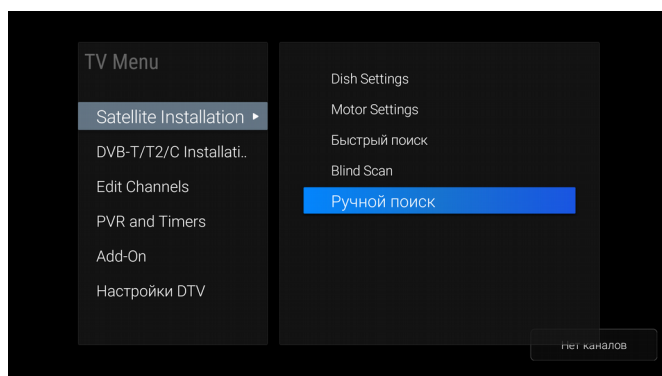 TV Menu
Satellite Installation
DVB-T/T2/C Installati..
Edit Channels
PVR and Timers
Add-On
Настройки DTV
Dish Settings
Motor Settings
Быстрый поиск
Blind Scan
Ручной поиск
Нет каналов